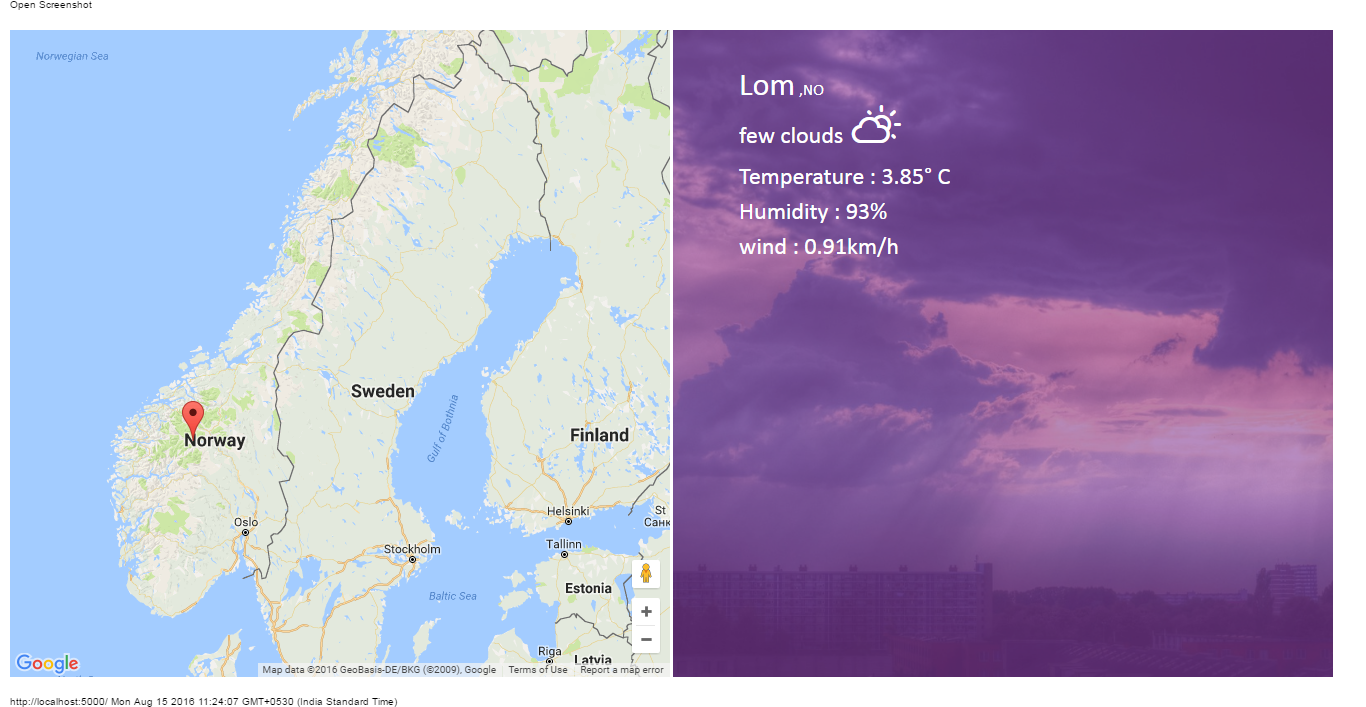 Open Screenshot
Norwegian Sea
Sweden
Gulf of Bothnia
Norway
Finland
Oslo
Helsinki
St
Санк
Stockholm
Tallinn
Estonia
Baltic Sea
Riga
Latvia
Google
Map data ©2016 GeoBasis-DE/BKG (©2009), Google Terms of Use Report a map error
Lom ,NO
few clouds
Temperature : 3.85° C
Humidity : 93%
wind : 0.91km/h
http://localhost:5000/ Mon Aug 15 2016 11:24:07 GMT+0530 (India Standard Time)